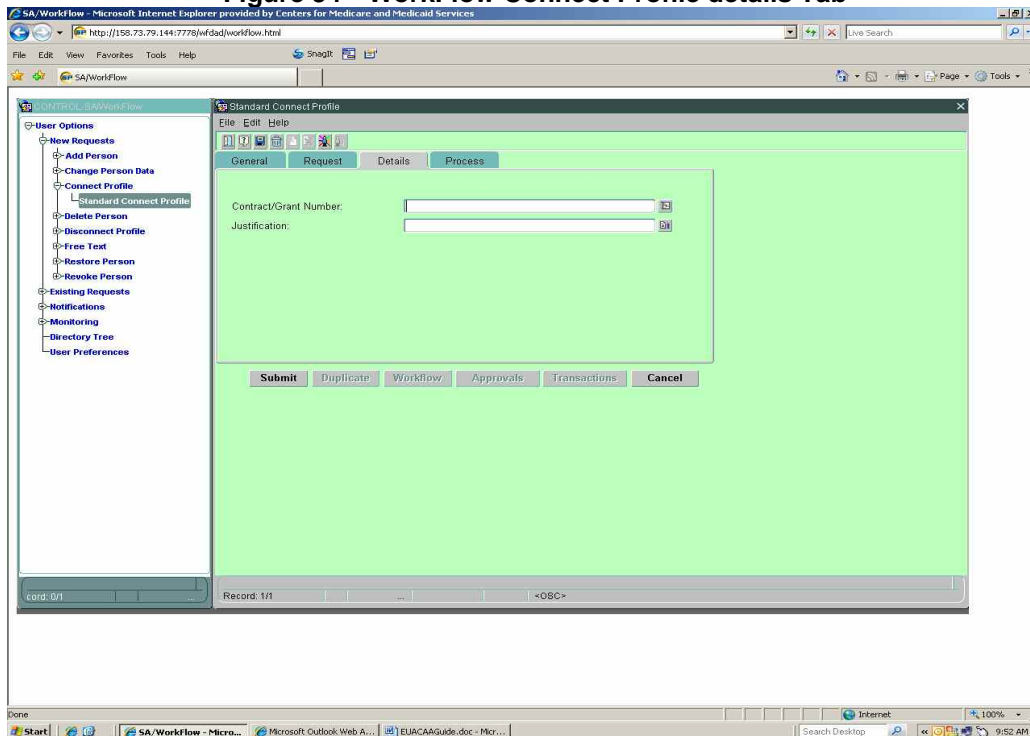 Figure 31 - WorkFlow Connect Profile details Tab
SA/WorkFlow - Microsoft Internet Explorer provided by Centers for Medicare and Medicaid Services
http://158.73.79.144:7778/wfdad/workflow.html
Live Search
File Edit View Favorites Tools Help
SnagIt
SA/WorkFlow
Page Tools
CONTROL-SA/WorkFlow
Standard Connect Profile
User Options
New Requests
Add Person
Change Person Data
Connect Profile
Standard Connect Profile
Delete Person
Disconnect Profile
Free Text
Restore Person
Revoke Person
Existing Requests
Notifications
Monitoring
Directory Tree
User Preferences
File Edit Help
General Request Details Process
Contract/Grant Number:
Justification:
Submit Duplicate Workflow Approvals Transactions Cancel
cord: 0/1 ...
Record: 1/1 ... <OSC>
Done
Internet 100%
Start SA/WorkFlow - Micro... Microsoft Outlook Web A... EUACAAGuide.doc - Micr... Search Desktop 9:52 AM